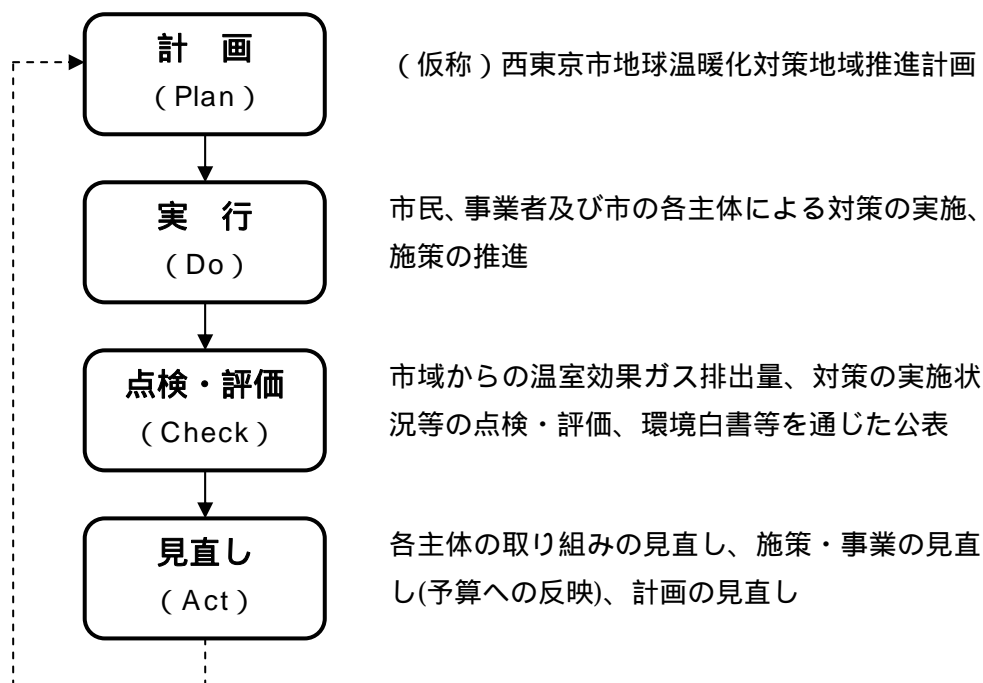 計　画
（Plan）
（仮称）西東京市地球温暖化対策地域推進計画
実　行
（Do）
市民、事業者及び市の各主体による対策の実施、
施策の推進
点検・評価
（Check）
市域からの温室効果ガス排出量、対策の実施状
況等の点検・評価、環境白書等を通じた公表
見直し
（Act）
各主体の取り組みの見直し、施策・事業の見直
し(予算への反映)、計画の見直し